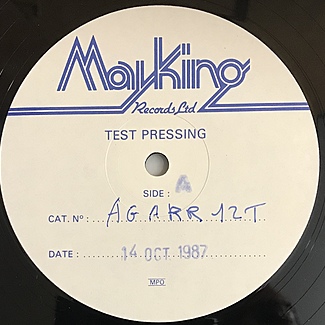 MayKing
Records Ltd
TEST PRESSING
SIDE : A
CAT. Nº : AGARR 12T
DATE : 14 OCT 1987
MPO